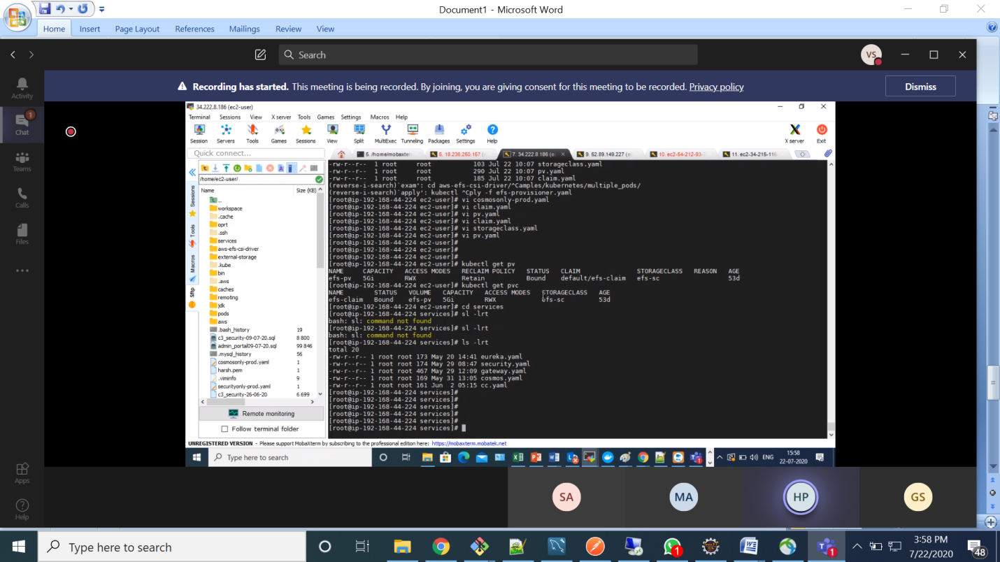 Document1 - Microsoft Word
Home Insert Page Layout References Mailings Review View
Search
VS
Recording has started. This meeting is being recorded. By joining, you are giving consent for this meeting to be recorded. Privacy policy
Dismiss
Activity
1
Chat
Teams
Calls
Files
Apps
Help
34.222.8.186 (ec2-user)
Terminal Sessions View X server Tools Games Settings Macros Help
Session Servers Tools Games Sessions View Split MultiExec Tunneling Packages Settings Help X server Exit
Quick connect...
5. /home/mobaxter 6. 18.236.250.167 7. 34.222.8.186 (e 9. 52.89.149.227 (e 10. ec2-54-212-93- 11. ec2-34-215-116
/home/ec2-user/
Name Size (KB)
..
workspace
.cache
oprt
.ssh
services
aws-efs-csi-driver
external-storage
.kube
bin
.aws
caches
remoting
jdk
pods
aws
.bash_history 19
c3_security-09-07-20.sql 8 800
admin_portal09-07-20.sql 99 846
.mysql_history 56
cosmosonly-prod.yaml 1
harsh.pem 1
.viminfo 9
securityonly-prod.yaml 1
c3_security-26-06-20 6 699
Sessions
Tools
Macros
Sftp
Remote monitoring
Follow terminal folder
-rw-r--r-- 1 root root 103 Jul 22 10:07 storageclass.yaml
-rw-r--r-- 1 root root 290 Jul 22 10:07 pv.yaml
-rw-r--r-- 1 root root 185 Jul 22 10:07 claim.yaml
(reverse-i-search)`exam': cd aws-efs-csi-driver/^Camples/kubernetes/multiple_pods/
(reverse-i-search)`apply': kubectl ^Cply -f efs-provisioner.yaml
[root@ip-192-168-44-224 ec2-user]# vi cosmosonly-prod.yaml
[root@ip-192-168-44-224 ec2-user]# vi claim.yaml
[root@ip-192-168-44-224 ec2-user]# vi pv.yaml
[root@ip-192-168-44-224 ec2-user]# vi claim.yaml
[root@ip-192-168-44-224 ec2-user]# vi storageclass.yaml
[root@ip-192-168-44-224 ec2-user]# vi pv.yaml
[root@ip-192-168-44-224 ec2-user]#
[root@ip-192-168-44-224 ec2-user]#
[root@ip-192-168-44-224 ec2-user]# kubectl get pv
NAME CAPACITY ACCESS MODES RECLAIM POLICY STATUS CLAIM STORAGECLASS REASON AGE
efs-pv 5Gi RWX Retain Bound default/efs-claim efs-sc 53d
[root@ip-192-168-44-224 ec2-user]# kubectl get pvc
NAME STATUS VOLUME CAPACITY ACCESS MODES STORAGECLASS AGE
efs-claim Bound efs-pv 5Gi RWX efs-sc 53d
[root@ip-192-168-44-224 ec2-user]# cd services
[root@ip-192-168-44-224 services]# sl -lrt
bash: sl: command not found
[root@ip-192-168-44-224 services]# sl -lrt
bash: sl: command not found
[root@ip-192-168-44-224 services]# ls -lrt
total 20
-rw-r--r-- 1 root root 173 May 20 14:41 eureka.yaml
-rw-r--r-- 1 root root 174 May 29 08:47 security.yaml
-rw-r--r-- 1 root root 467 May 29 12:09 gateway.yaml
-rw-r--r-- 1 root root 169 May 31 13:05 cosmos.yaml
-rw-r--r-- 1 root root 161 Jun 2 05:15 cc.yaml
[root@ip-192-168-44-224 services]#
[root@ip-192-168-44-224 services]#
[root@ip-192-168-44-224 services]#
[root@ip-192-168-44-224 services]#
[root@ip-192-168-44-224 services]#
[root@ip-192-168-44-224 services]#
UNREGISTERED VERSION - Please support MobaXterm by subscribing to the professional edition here: https://mobaxterm.mobatek.net
Type here to search
ENG
15:58
22-07-2020
SA
MA
HP
GS
Type here to search
1
1
3:58 PM
7/22/2020
48